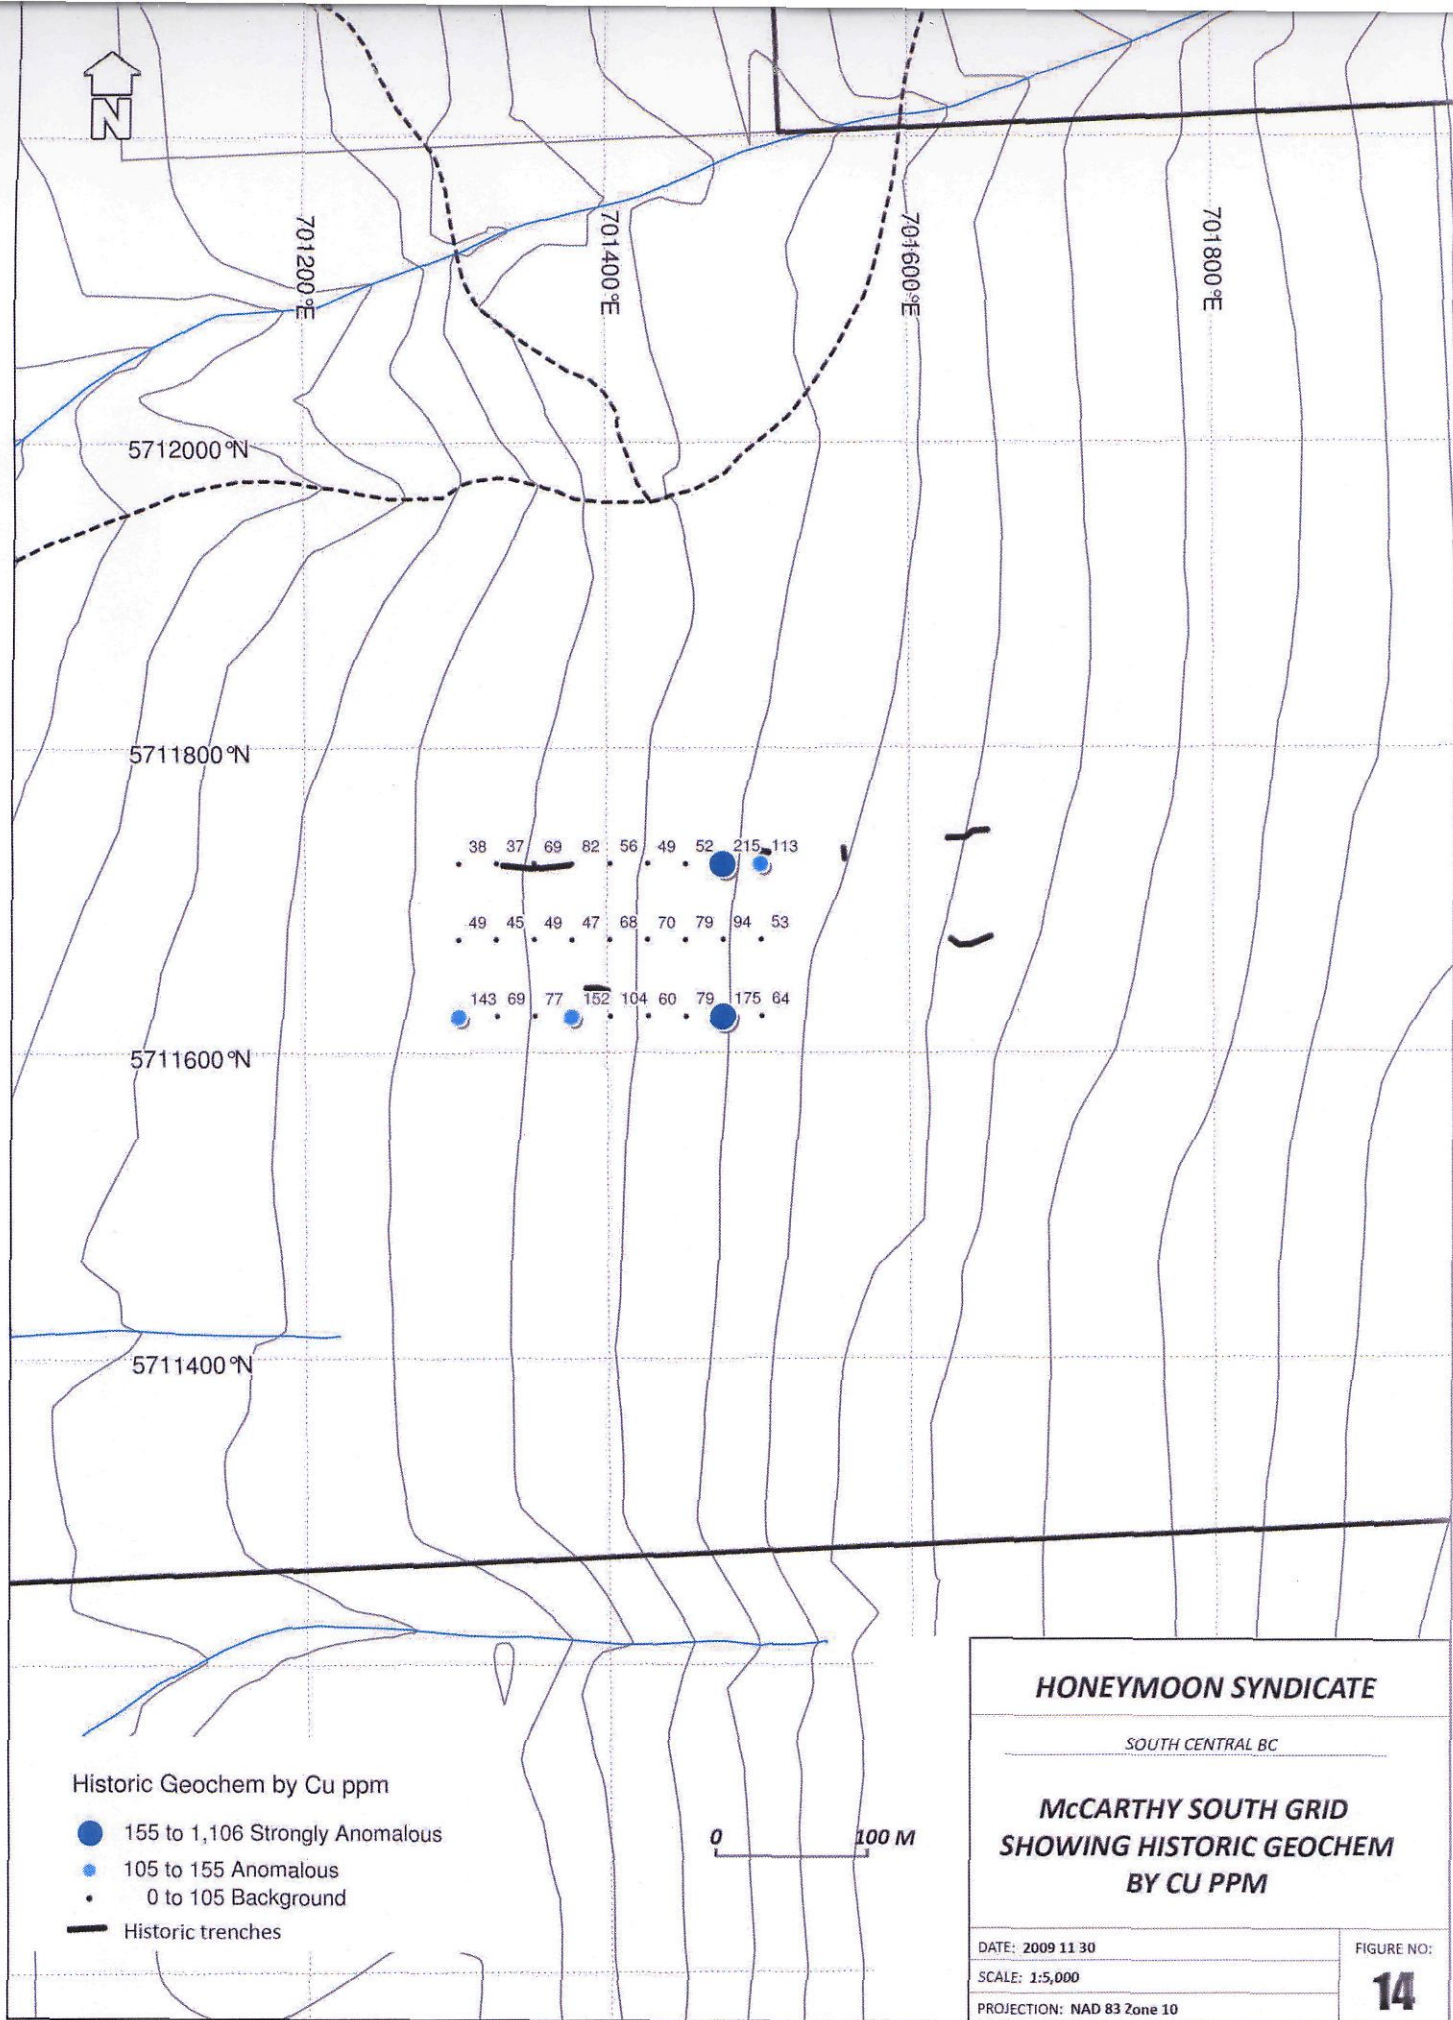 N
701200°E
701400°E
701600°E
701800°E
5712000°N
5711800°N
38 37 69 82 56 49 52 215 113
49 45 49 47 68 70 79 94 53
143 69 77 152 104 60 79 175 64
5711600°N
5711400°N
Historic Geochem by Cu ppm
155 to 1,106 Strongly Anomalous
105 to 155 Anomalous
0 to 105 Background
Historic trenches
0 100 M
HONEYMOON SYNDICATE
SOUTH CENTRAL BC
McCARTHY SOUTH GRID
SHOWING HISTORIC GEOCHEM
BY CU PPM
DATE: 2009 11 30
SCALE: 1:5,000
PROJECTION: NAD 83 Zone 10
FIGURE NO:
14